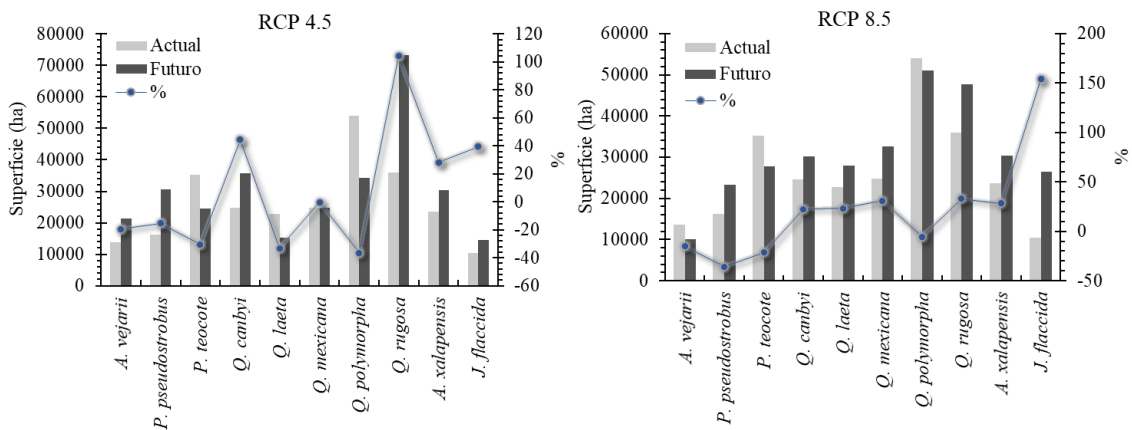 RCP 4.5
Superficie (ha)
80000
70000
60000
50000
40000
30000
20000
10000
0
Actual
Futuro
%
120
100
80
60
40
20
0
-20
-40
-60
%
A. vejarii
P. pseudostrobus
P. teocote
Q. canbyi
Q. laeta
Q. mexicana
Q. polymorpha
Q. rugosa
A. xalapensis
J. flaccida
RCP 8.5
Superficie (ha)
60000
50000
40000
30000
20000
10000
0
Actual
Futuro
%
200
150
100
50
0
-50
%
A. vejarii
P. pseudostrobus
P. teocote
Q. canbyi
Q. laeta
Q. mexicana
Q. polymorpha
Q. rugosa
A. xalapensis
J. flaccida